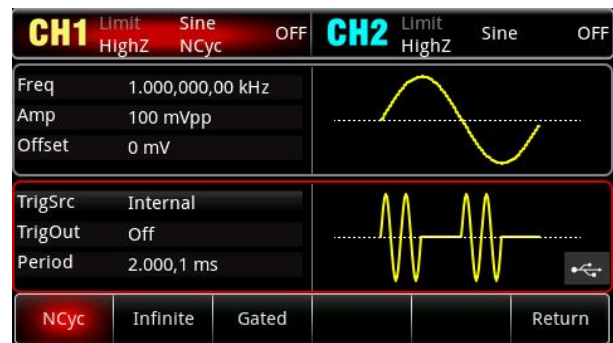 CH1 Limit Sine OFF CH2 Limit Sine OFF
HighZ NCyc HighZ
Freq 1.000,000,00 kHz
Amp 100 mVpp
Offset 0 mV
TrigSrc Internal
TrigOut Off
Period 2.000,1 ms
NCyc Infinite Gated Return